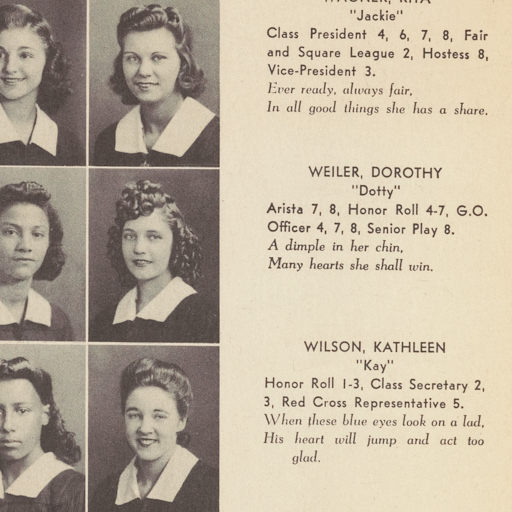 WAGNER, RITA
"Jackie"
Class President 4, 6, 7, 8, Fair
and Square League 2, Hostess 8,
Vice-President 3.
Ever ready, always fair,
In all good things she has a share.
WEILER, DOROTHY
"Dotty"
Arista 7, 8, Honor Roll 4-7, G.O.
Officer 4, 7, 8, Senior Play 8.
A dimple in her chin,
Many hearts she shall win.
WILSON, KATHLEEN
"Kay"
Honor Roll 1-3, Class Secretary 2,
3, Red Cross Representative 5.
When these blue eyes look on a lad,
His heart will jump and act too
glad.